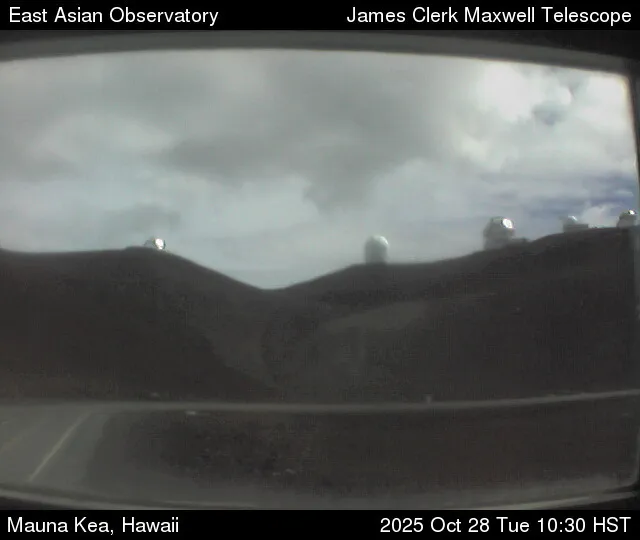 East Asian Observatory
James Clerk Maxwell Telescope
Mauna Kea, Hawaii
2025 Oct 28 Tue 10:30 HST